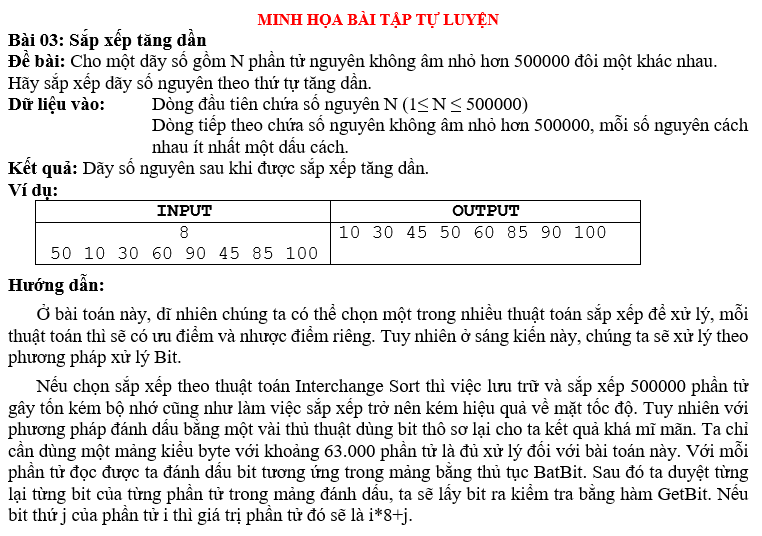 MINH HỌA BÀI TẬP TỰ LUYỆN
Bài 03: Sắp xếp tăng dần
Đề bài: Cho một dãy số gồm N phần tử nguyên không âm nhỏ hơn 500000 đôi một khác nhau.
Hãy sắp xếp dãy số nguyên theo thứ tự tăng dần.
Dữ liệu vào: Dòng đầu tiên chứa số nguyên N (1≤ N ≤ 500000)
Dòng tiếp theo chứa số nguyên không âm nhỏ hơn 500000, mỗi số nguyên cách
nhau ít nhất một dấu cách.
Kết quả: Dãy số nguyên sau khi được sắp xếp tăng dần.
Ví dụ:
INPUT OUTPUT
8 10 30 45 50 60 85 90 100
50 10 30 60 90 45 85 100
Hướng dẫn:
Ở bài toán này, dĩ nhiên chúng ta có thể chọn một trong nhiều thuật toán sắp xếp để xử lý, mỗi
thuật toán thì sẽ có ưu điểm và nhược điểm riêng. Tuy nhiên ở sáng kiến này, chúng ta sẽ xử lý theo
phương pháp xử lý Bit.
Nếu chọn sắp xếp theo thuật toán Interchange Sort thì việc lưu trữ và sắp xếp 500000 phần tử
gây tốn kém bộ nhớ cũng như làm việc sắp xếp trở nên kém hiệu quả về mặt tốc độ. Tuy nhiên với
phương pháp đánh dấu bằng một vài thủ thuật dùng bit thô sơ lại cho ta kết quả khá mĩ mãn. Ta chỉ
cần dùng một mảng kiểu byte với khoảng 63.000 phần tử là đủ xử lý đối với bài toán này. Với mỗi
phần tử đọc được ta đánh dấu bit tương ứng trong mảng bằng thủ tục BatBit. Sau đó ta duyệt từng
lại từng bit của từng phần tử trong mảng đánh dấu, ta sẽ lấy bit ra kiểm tra bằng hàm GetBit. Nếu
bit thứ j của phần tử i thì giá trị phần tử đó sẽ là i*8+j.